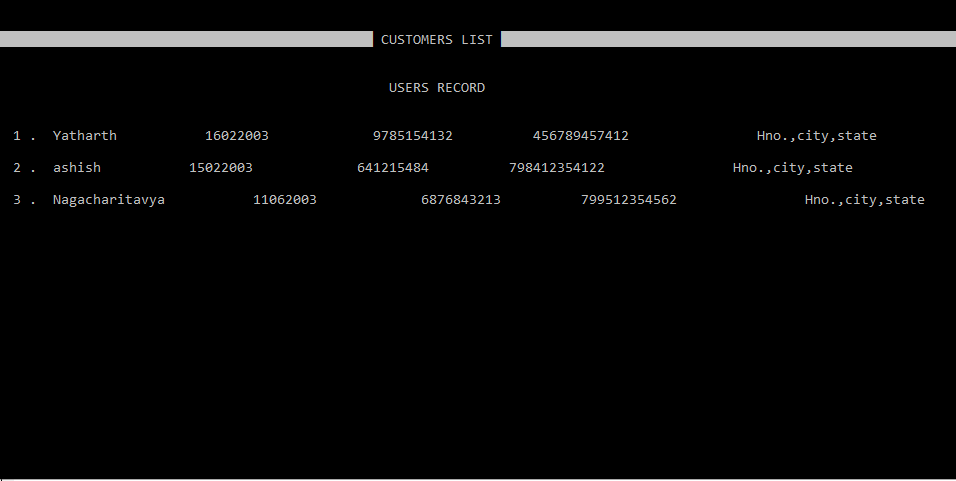 CUSTOMERS LIST
USERS RECORD
1 . Yatharth 16022003 9785154132 456789457412 Hno.,city,state
2 . ashish 15022003 641215484 798412354122 Hno.,city,state
3 . Nagacharitavya 11062003 6876843213 799512354562 Hno.,city,state